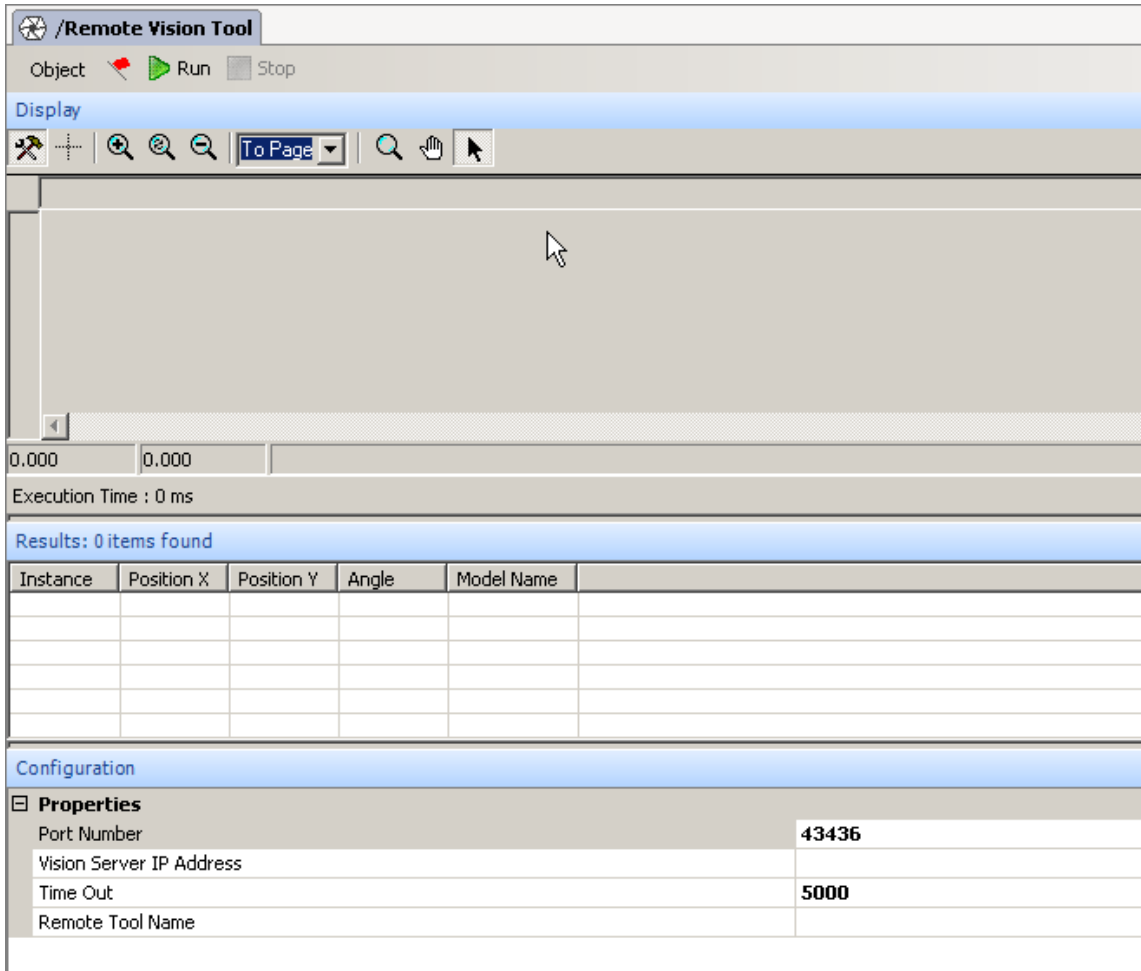 /Remote Vision Tool
Object Run Stop
Display
To Page
0.000 0.000
Execution Time : 0 ms
Results: 0 items found
Instance Position X Position Y Angle Model Name
Configuration
Properties
Port Number 43436
Vision Server IP Address
Time Out 5000
Remote Tool Name